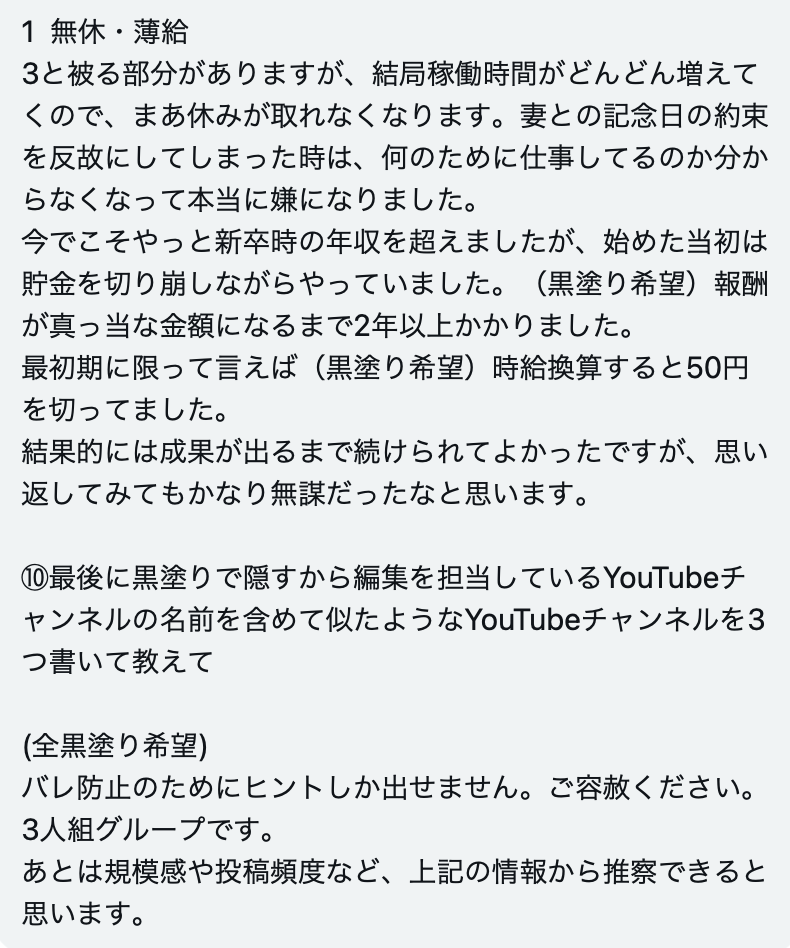 1 無休・薄給
3と被る部分がありますが、結局稼働時間がどんどん増えて
くので、まあ休みが取れなくなります。妻との記念日の約束
を反故にしてしまった時は、何のために仕事してるのか分か
らなくなって本当に嫌になりました。
今でこそやっと新卒時の年収を超えましたが、始めた当初は
貯金を切り崩しながらやっていました。（黒塗り希望）報酬
が真っ当な金額になるまで2年以上かかりました。
最初期に限って言えば（黒塗り希望）時給換算すると50円
を切ってました。
結果的には成果が出るまで続けられてよかったですが、思い
返してみてもかなり無謀だったなと思います。
⑩最後に黒塗りで隠すから編集を担当しているYouTubeチ
ャンネルの名前を含めて似たようなYouTubeチャンネルを3
つ書いて教えて
(全黒塗り希望)
バレ防止のためにヒントしか出せません。ご容赦ください。
3人組グループです。
あとは規模感や投稿頻度など、上記の情報から推察できると
思います。